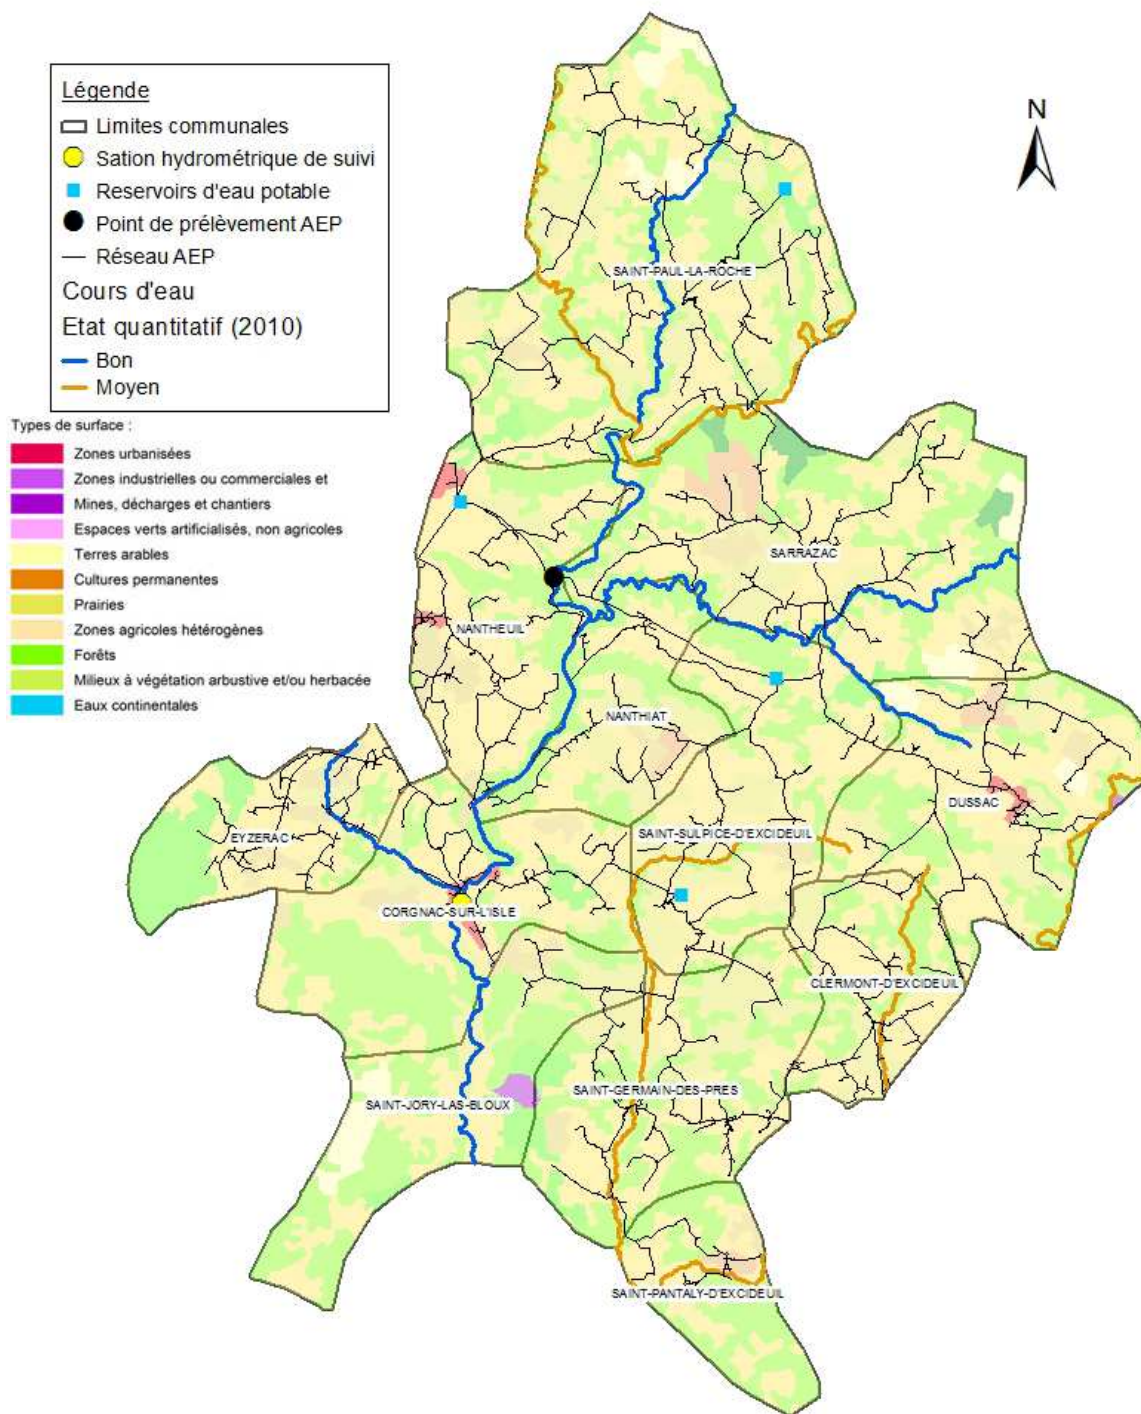 Légende
Limites communales
Sation hydrométrique de suivi
Reservoirs d'eau potable
Point de prélèvement AEP
Réseau AEP
Cours d'eau
Etat quantitatif (2010)
Bon
Moyen
Types de surface :
Zones urbanisées
Zones industrielles ou commerciales et
Mines, décharges et chantiers
Espaces verts artificialisés, non agricoles
Terres arables
Cultures permanentes
Prairies
Zones agricoles hétérogènes
Forêts
Milieux à végétation arbustive et/ou herbacée
Eaux continentales
N
SAINT-PAUL-LA-ROCHE
SARRAZAC
NANTHEUIL
NANTHIAT
DUSSAC
SAINT-SULPICE-D'EXCIDEUIL
EYZERAC
CORGNAC-SUR-L'ISLE
CLERMONT-D'EXCIDEUIL
SAINT-GERMAIN-DES-PRES
SAINT-JORY-LAS-BLOUX
SAINT-PANTALY-D'EXCIDEUIL